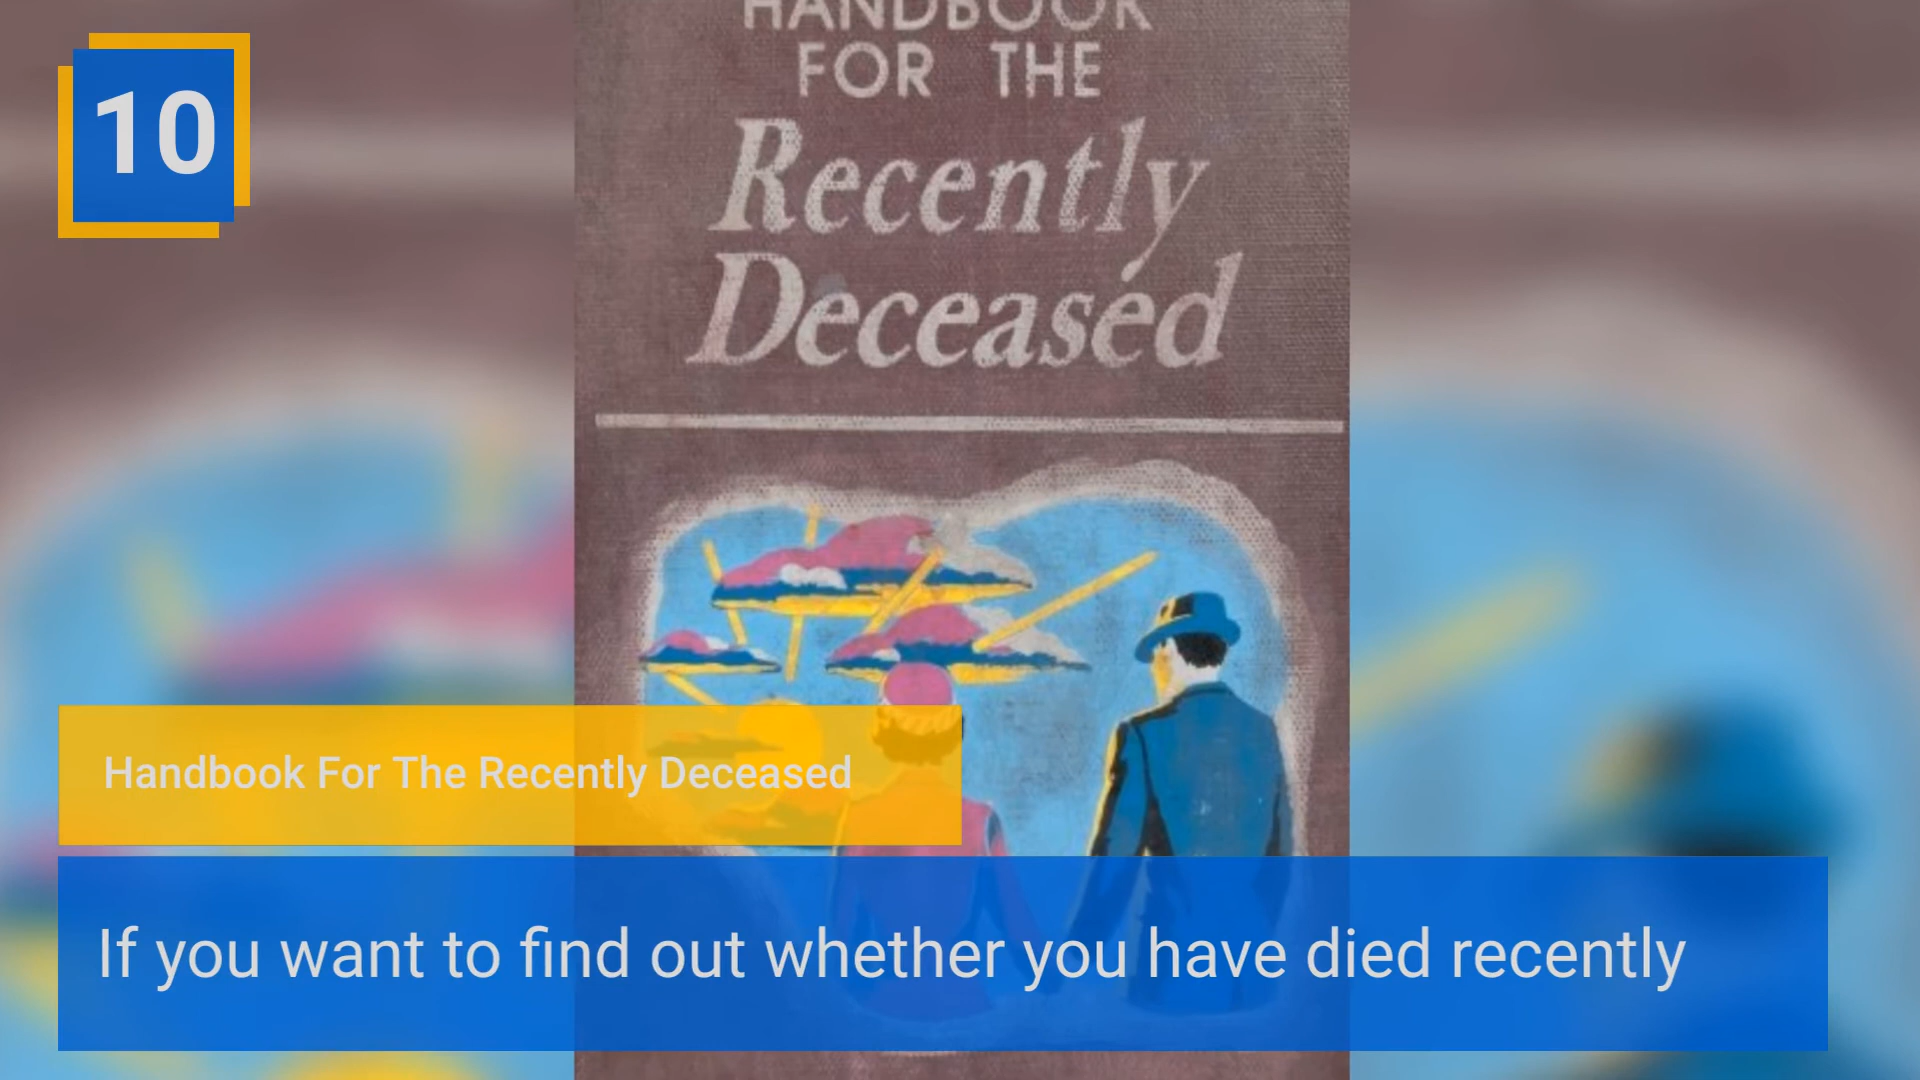 10
HANDBOOK
FOR THE
Recently
Deceased
Handbook For The Recently Deceased
If you want to find out whether you have died recently